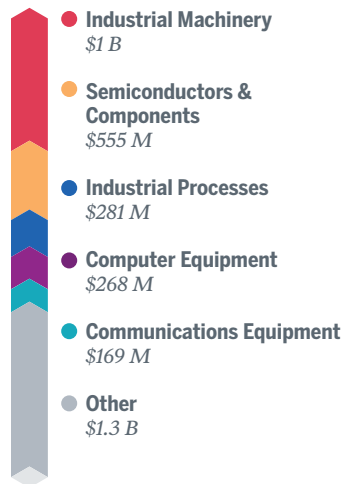 Industrial Machinery
$1 B
Semiconductors &
Components
$555 M
Industrial Processes
$281 M
Computer Equipment
$268 M
Communications Equipment
$169 M
Other
$1.3 B